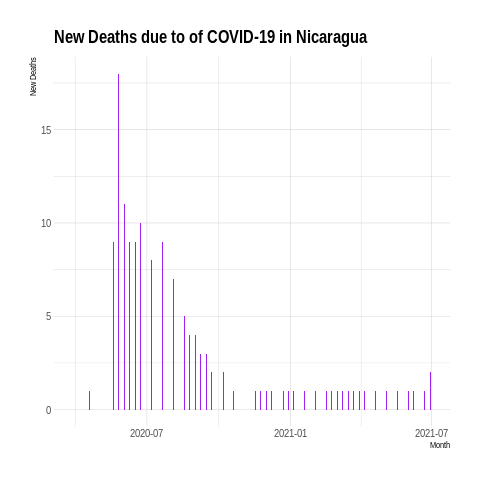 New Deaths due to of COVID-19 in Nicaragua
New Deaths
15
10
5
0
2020-07
2021-01
2021-07
Month